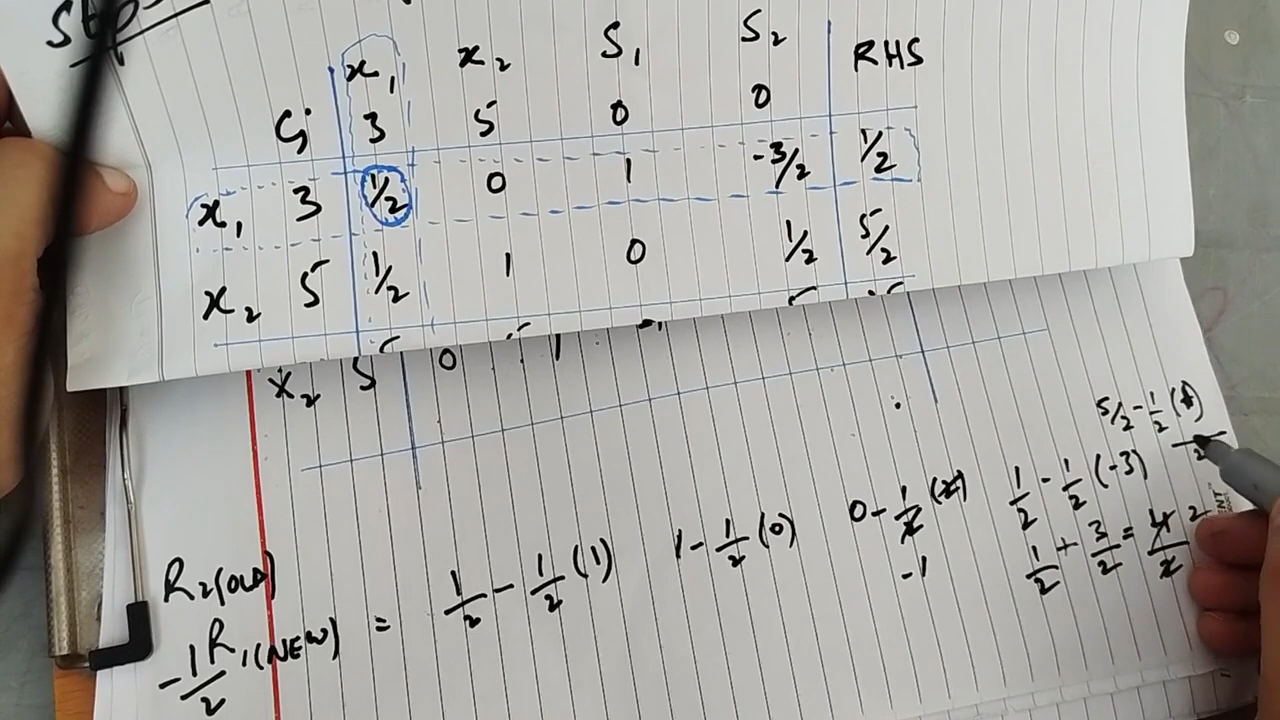 Step
x₁ x₂ S₁ S₂ RHS
Cj 3 5 0 0
x₁ 3 1/2 0 1 -3/2 1/2
x₂ 5 1/2 1 0 1/2 5/2
x₂ 5 0 1
5/2 - 1/2 (1)
R₂(OLD) 1/2 - 1/2 (1) 1 - 1/2 (0) 0 - 1/2 (2) 1/2 - 1/2 (-3)
-1/2 R₁(NEW) = -1 1/2 + 3/2 = 4/2 2